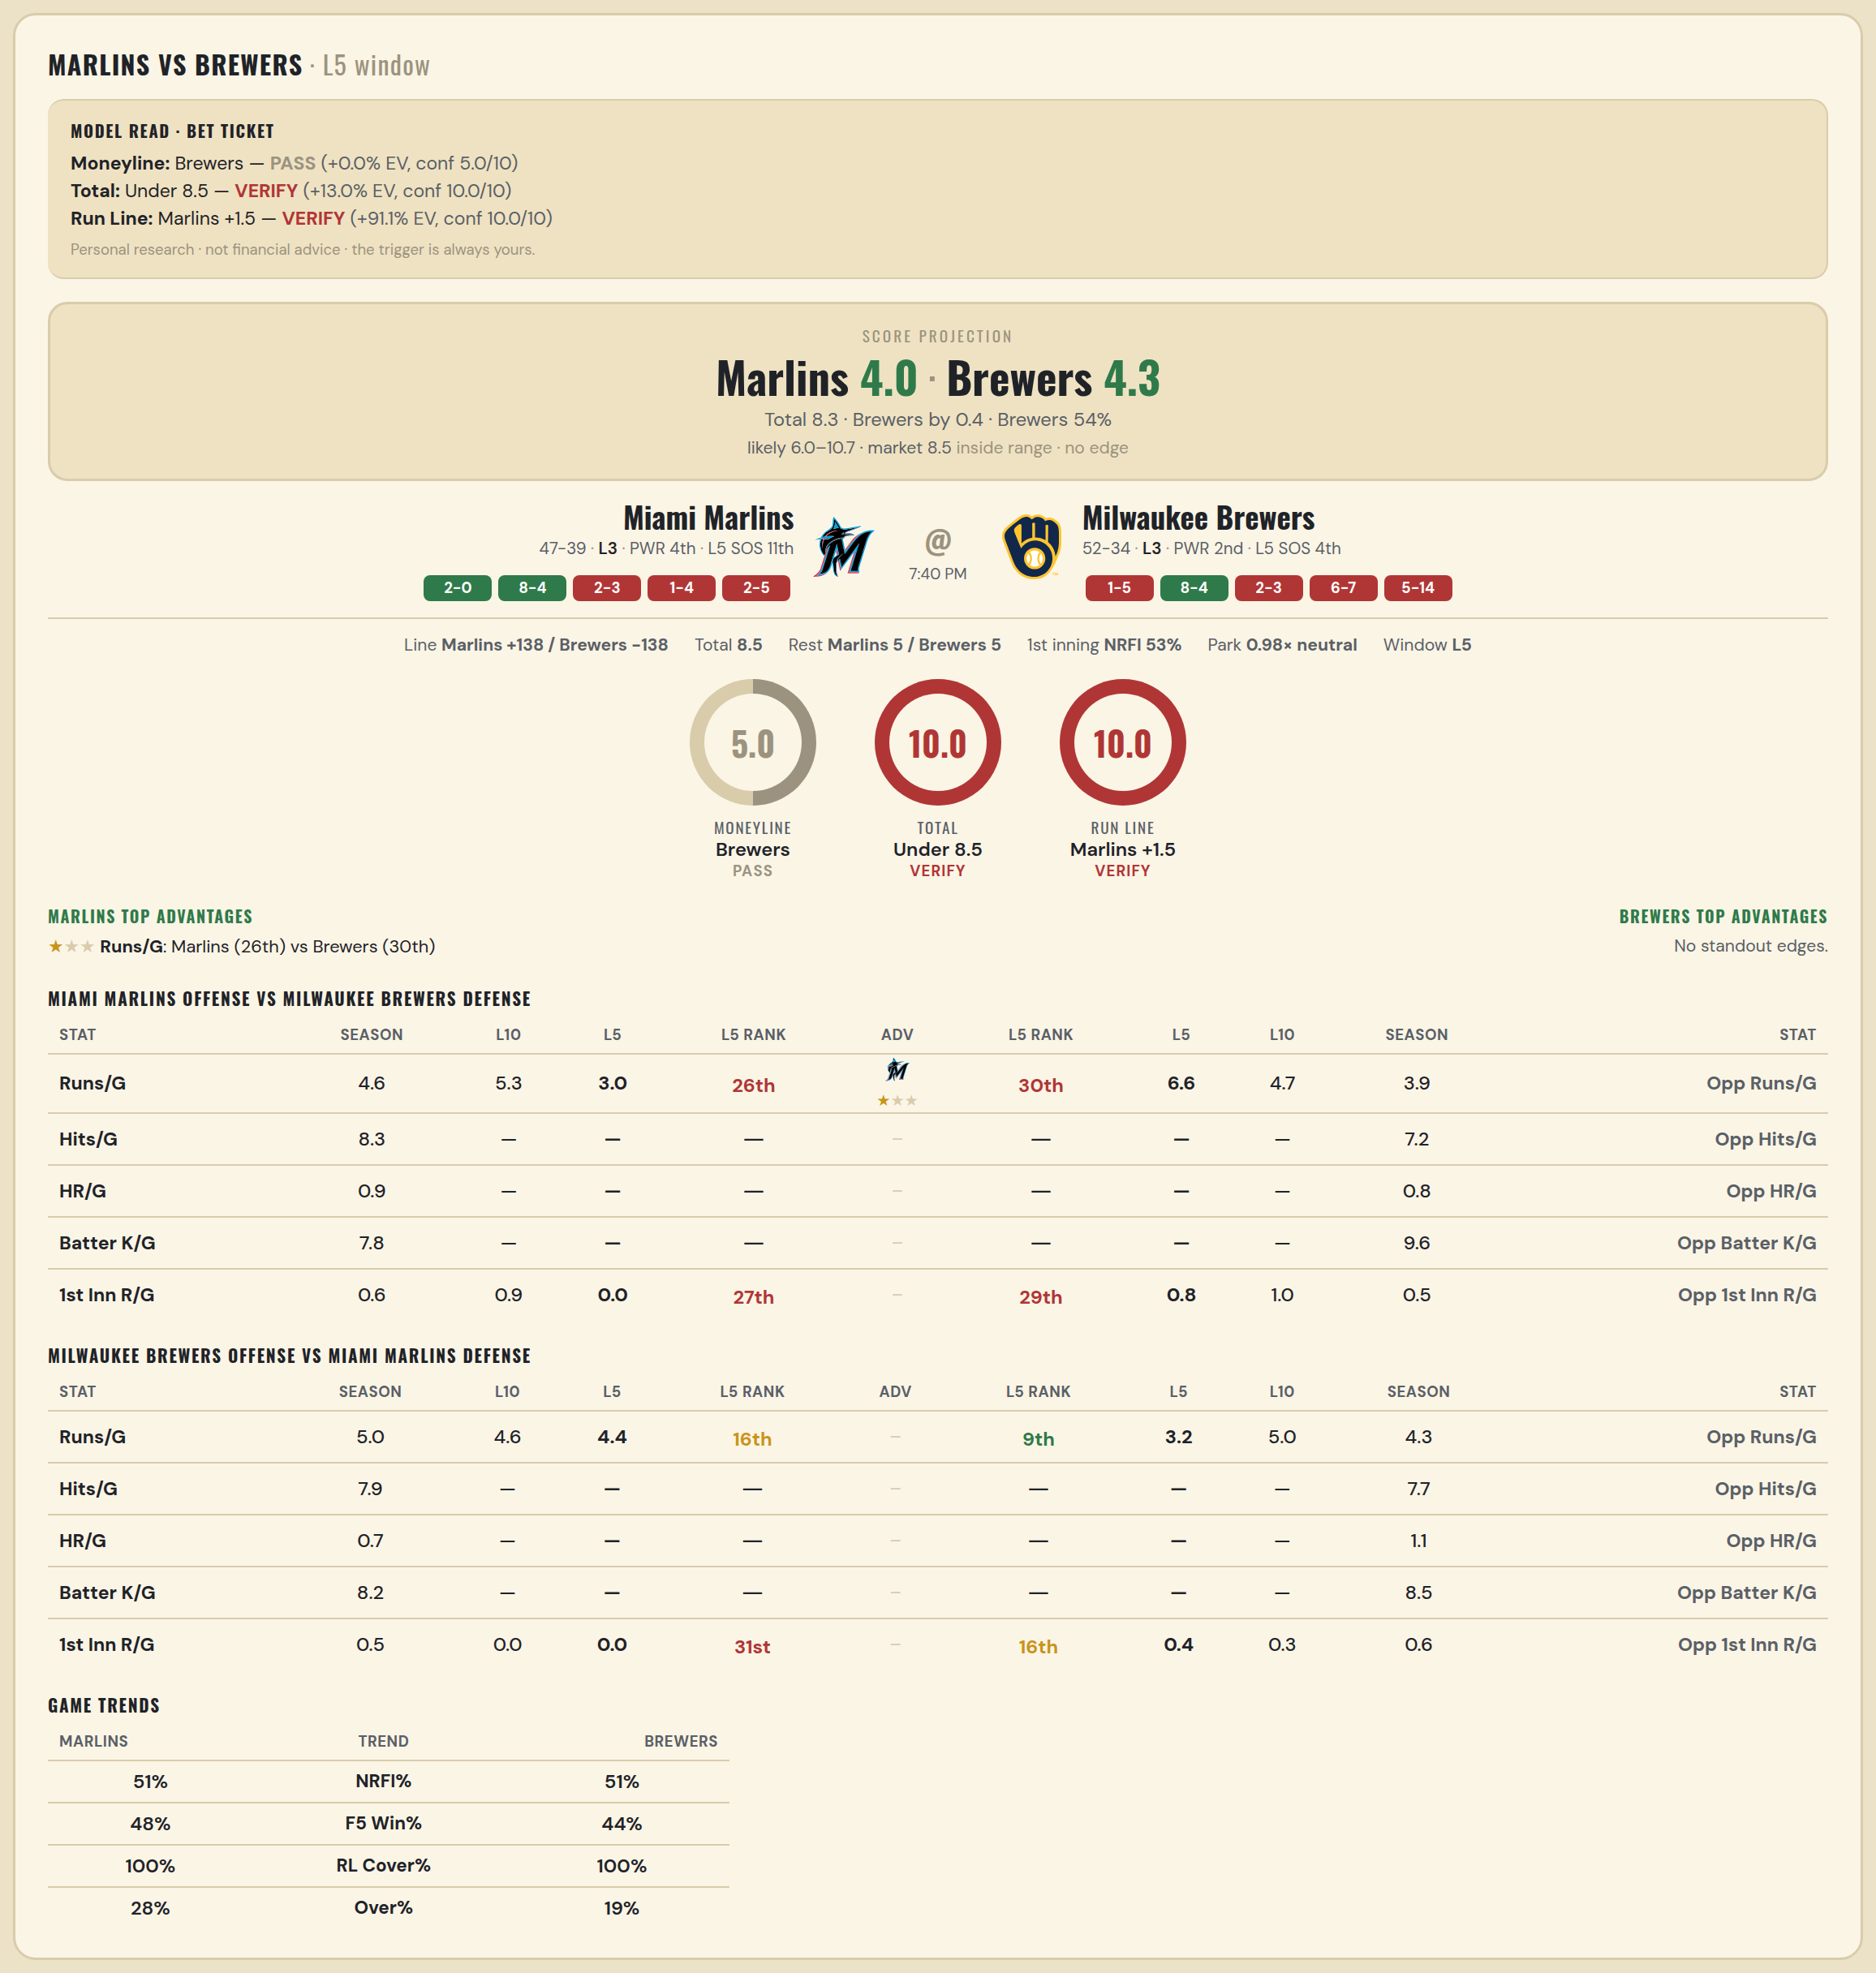 MARLINS VS BREWERS · L5 window
MODEL READ · BET TICKET
Moneyline: Brewers — PASS (+0.0% EV, conf 5.0/10)
Total: Under 8.5 — VERIFY (+13.0% EV, conf 10.0/10)
Run Line: Marlins +1.5 — VERIFY (+91.1% EV, conf 10.0/10)
Personal research · not financial advice · the trigger is always yours.
SCORE PROJECTION
Marlins 4.0 · Brewers 4.3
Total 8.3 · Brewers by 0.4 · Brewers 54%
likely 6.0–10.7 · market 8.5 inside range · no edge
Miami Marlins
47-39 · L3 · PWR 4th · L5 SOS 11th
2-0 8-4 2-3 1-4 2-5
@
7:40 PM
Milwaukee Brewers
52-34 · L3 · PWR 2nd · L5 SOS 4th
1-5 8-4 2-3 6-7 5-14
Line Marlins +138 / Brewers -138 Total 8.5 Rest Marlins 5 / Brewers 5 1st inning NRFI 53% Park 0.98× neutral Window L5
5.0 10.0 10.0
MONEYLINE TOTAL RUN LINE
Brewers Under 8.5 Marlins +1.5
PASS VERIFY VERIFY
MARLINS TOP ADVANTAGES
★★★ Runs/G: Marlins (26th) vs Brewers (30th)
BREWERS TOP ADVANTAGES
No standout edges.
MIAMI MARLINS OFFENSE VS MILWAUKEE BREWERS DEFENSE
STAT SEASON L10 L5 L5 RANK ADV L5 RANK L5 L10 SEASON STAT
Runs/G 4.6 5.3 3.0 26th ★★★ 30th 6.6 4.7 3.9 Opp Runs/G
Hits/G 8.3 — — — – — — — 7.2 Opp Hits/G
HR/G 0.9 — — — – — — — 0.8 Opp HR/G
Batter K/G 7.8 — — — – — — — 9.6 Opp Batter K/G
1st Inn R/G 0.6 0.9 0.0 27th – 29th 0.8 1.0 0.5 Opp 1st Inn R/G
MILWAUKEE BREWERS OFFENSE VS MIAMI MARLINS DEFENSE
STAT SEASON L10 L5 L5 RANK ADV L5 RANK L5 L10 SEASON STAT
Runs/G 5.0 4.6 4.4 16th – 9th 3.2 5.0 4.3 Opp Runs/G
Hits/G 7.9 — — — – — — — 7.7 Opp Hits/G
HR/G 0.7 — — — – — — — 1.1 Opp HR/G
Batter K/G 8.2 — — — – — — — 8.5 Opp Batter K/G
1st Inn R/G 0.5 0.0 0.0 31st – 16th 0.4 0.3 0.6 Opp 1st Inn R/G
GAME TRENDS
MARLINS TREND BREWERS
51% NRFI% 51%
48% F5 Win% 44%
100% RL Cover% 100%
28% Over% 19%